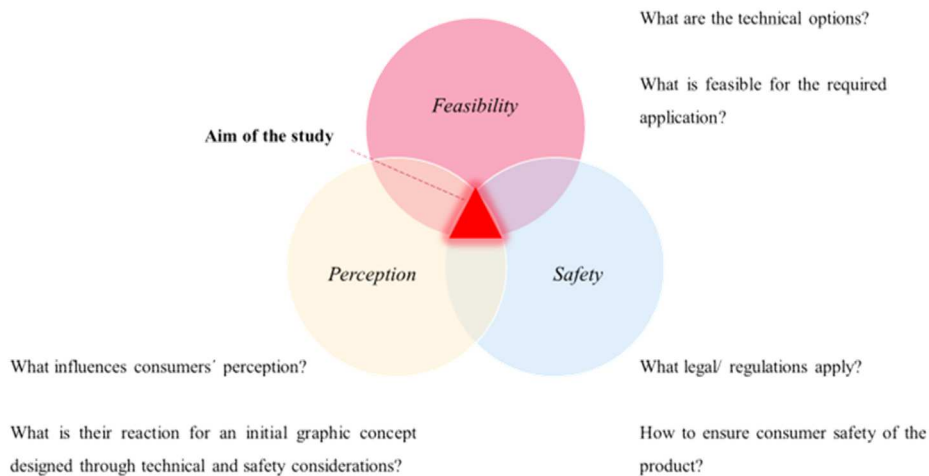 What are the technical options?
What is feasible for the required
application?
Feasibility
Aim of the study
Perception
Safety
What influences consumers´ perception?
What is their reaction for an initial graphic concept
designed through technical and safety considerations?
What legal/ regulations apply?
How to ensure consumer safety of the
product?